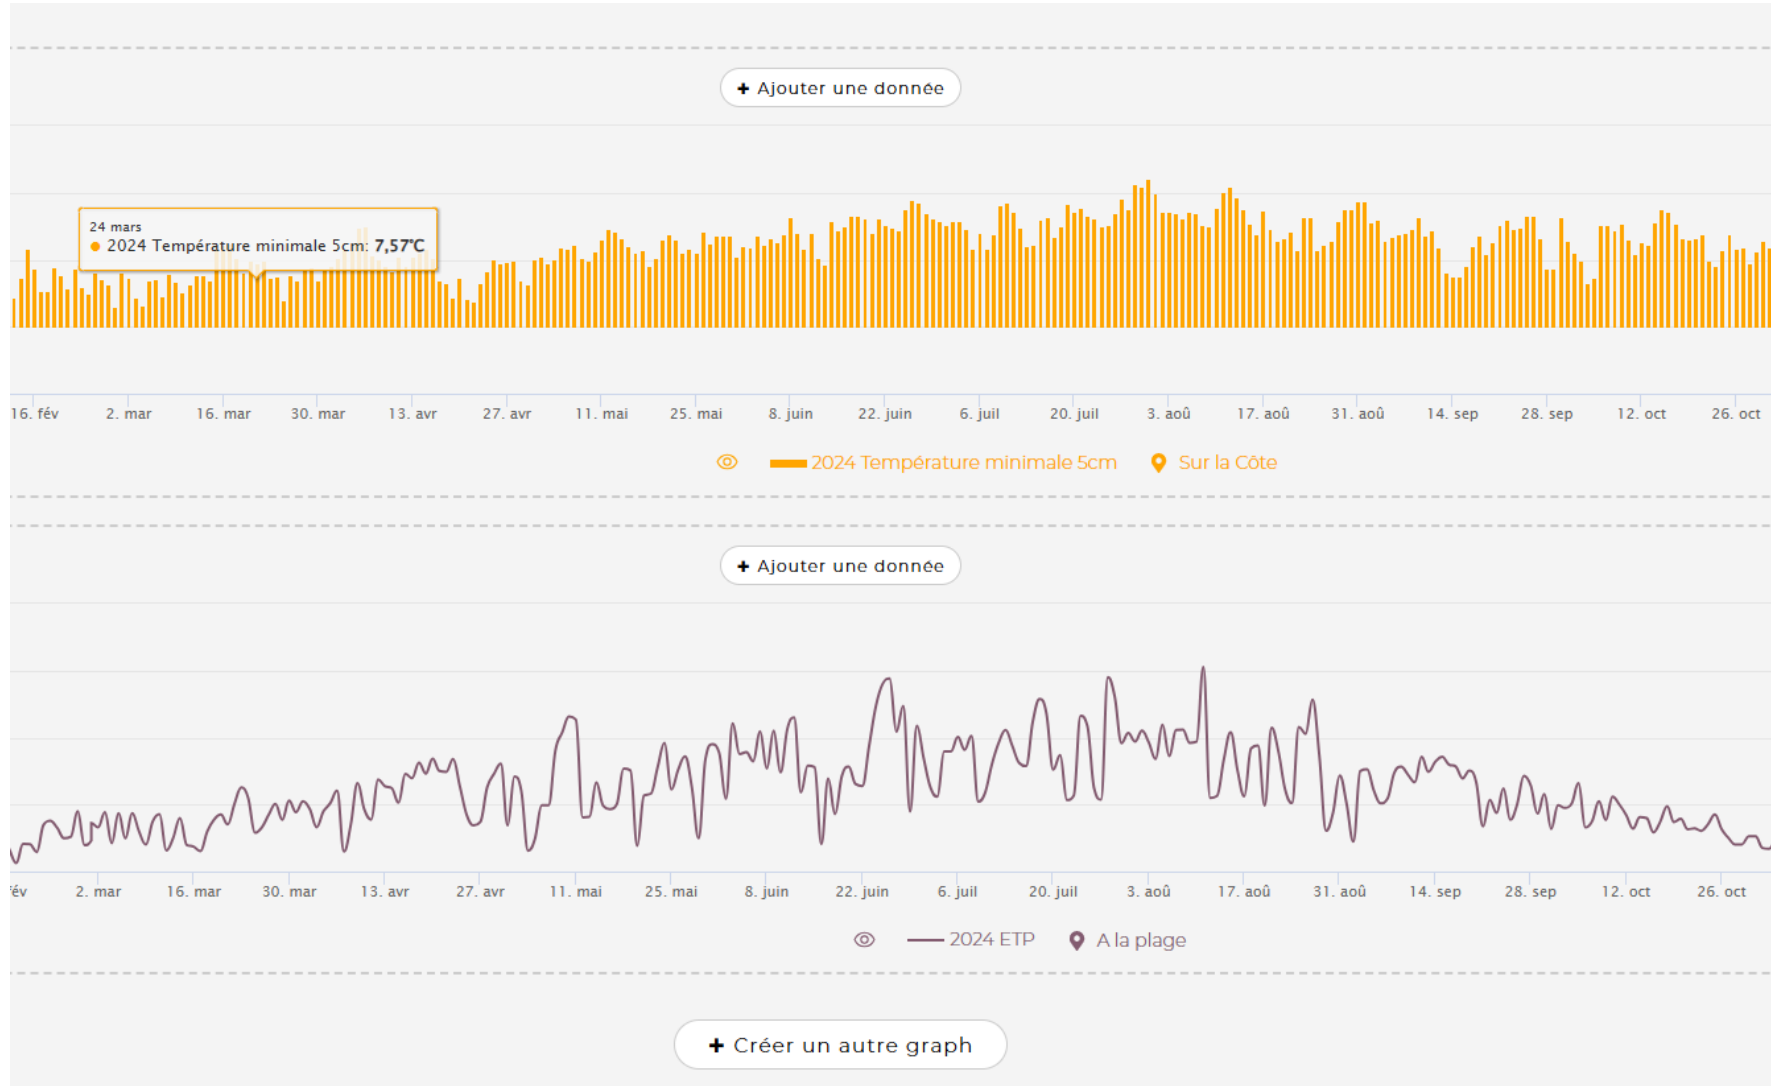 + Ajouter une donnée
24 mars
2024 Température minimale 5cm: 7,57°C
16. fév 2. mar 16. mar 30. mar 13. avr 27. avr 11. mai 25. mai 8. juin 22. juin 6. juil 20. juil 3. aoû 17. aoû 31. aoû 14. sep 28. sep 12. oct 26. oct
2024 Température minimale 5cm Sur la Côte
+ Ajouter une donnée
fév 2. mar 16. mar 30. mar 13. avr 27. avr 11. mai 25. mai 8. juin 22. juin 6. juil 20. juil 3. aoû 17. aoû 31. aoû 14. sep 28. sep 12. oct 26. oct
2024 ETP A la plage
+ Créer un autre graph